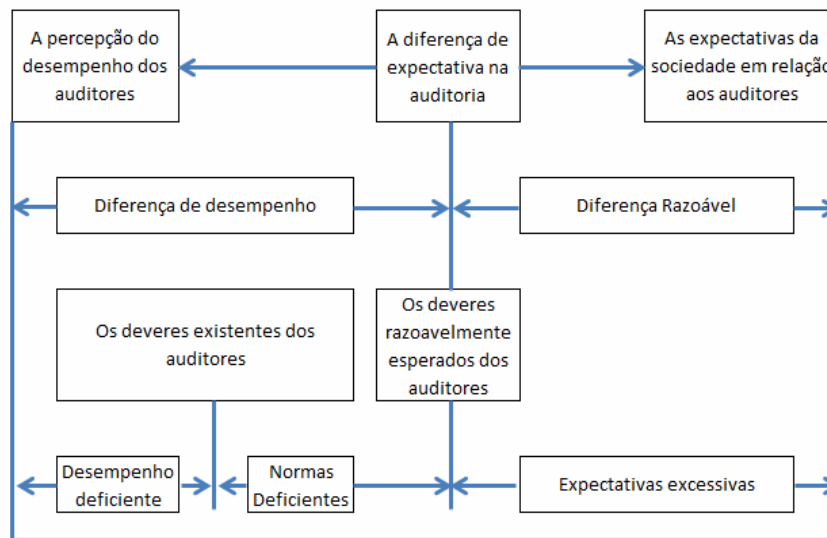 A percepção do
desempenho dos
auditores
A diferença de
expectativa na
auditoria
As expectativas da
sociedade em relação
aos auditores
Diferença de desempenho
Diferença Razoável
Os deveres existentes dos
auditores
Os deveres
razoavelmente
esperados dos
auditores
Desempenho
deficiente
Normas
Deficientes
Expectativas excessivas